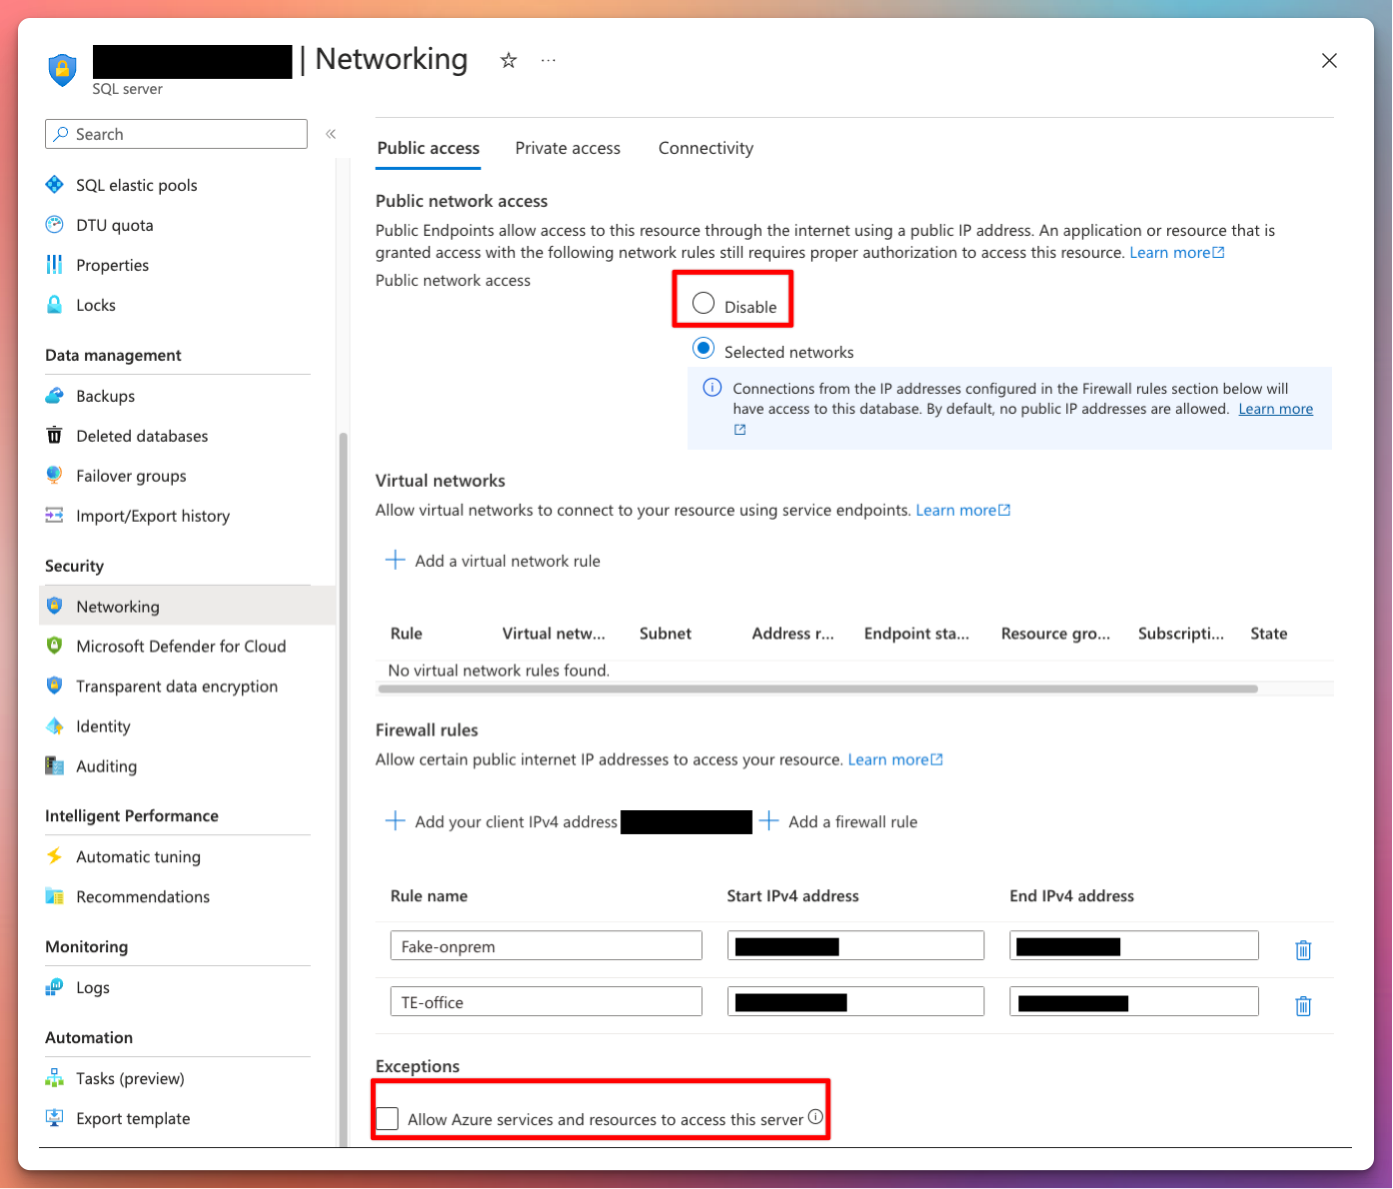 | Networking
SQL server
Search
SQL elastic pools
DTU quota
Properties
Locks
Data management
Backups
Deleted databases
Failover groups
Import/Export history
Security
Networking
Microsoft Defender for Cloud
Transparent data encryption
Identity
Auditing
Intelligent Performance
Automatic tuning
Recommendations
Monitoring
Logs
Automation
Tasks (preview)
Export template
Public access Private access Connectivity
Public network access
Public Endpoints allow access to this resource through the internet using a public IP address. An application or resource that is
granted access with the following network rules still requires proper authorization to access this resource. Learn more
Public network access
Disable
Selected networks
Connections from the IP addresses configured in the Firewall rules section below will
have access to this database. By default, no public IP addresses are allowed. Learn more
Virtual networks
Allow virtual networks to connect to your resource using service endpoints. Learn more
Add a virtual network rule
Rule Virtual netw... Subnet Address r... Endpoint sta... Resource gro... Subscripti... State
No virtual network rules found.
Firewall rules
Allow certain public internet IP addresses to access your resource. Learn more
Add your client IPv4 address Add a firewall rule
Rule name Start IPv4 address End IPv4 address
Fake-onprem
TE-office
Exceptions
Allow Azure services and resources to access this server